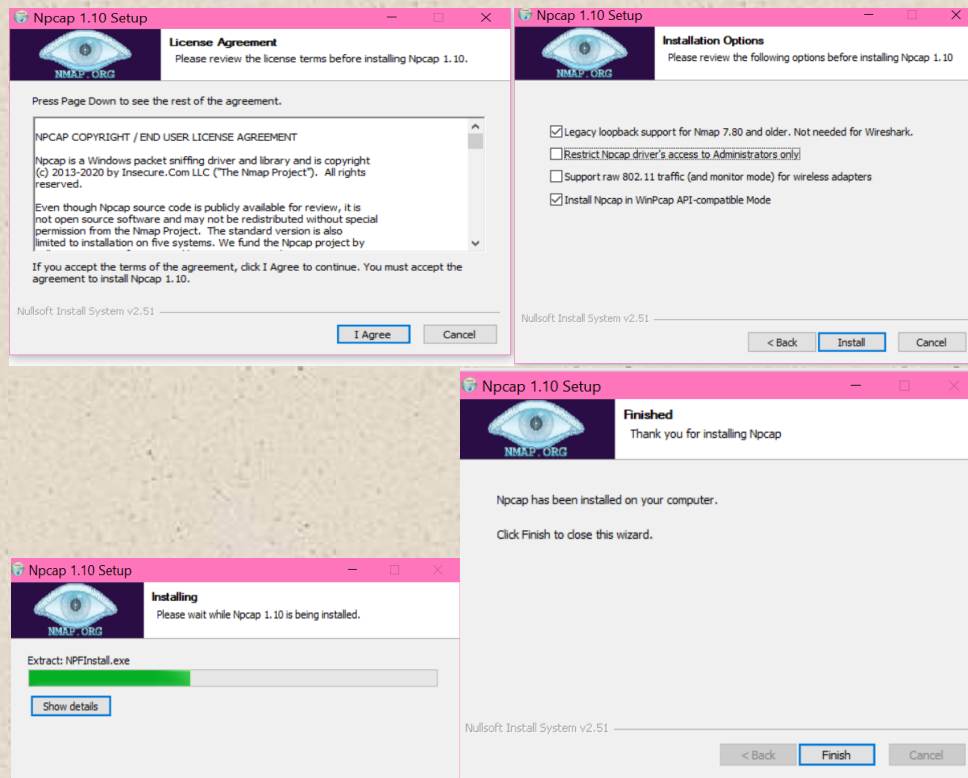 Npcap 1.10 Setup
NMAP.ORG
License Agreement
Please review the license terms before installing Npcap 1.10.
Press Page Down to see the rest of the agreement.
NPCAP COPYRIGHT / END USER LICENSE AGREEMENT
Npcap is a Windows packet sniffing driver and library and is copyright
(c) 2013-2020 by Insecure.Com LLC ("The Nmap Project"). All rights
reserved.
Even though Npcap source code is publicly available for review, it is
not open source software and may not be redistributed without special
permission from the Nmap Project. The standard version is also
limited to installation on five systems. We fund the Npcap project by
If you accept the terms of the agreement, click I Agree to continue. You must accept the
agreement to install Npcap 1.10.
Nullsoft Install System v2.51
I Agree
Cancel
Npcap 1.10 Setup
NMAP.ORG
Installation Options
Please review the following options before installing Npcap 1.10
Legacy loopback support for Nmap 7.80 and older. Not needed for Wireshark.
Restrict Npcap driver's access to Administrators only
Support raw 802.11 traffic (and monitor mode) for wireless adapters
Install Npcap in WinPcap API-compatible Mode
Nullsoft Install System v2.51
< Back
Install
Cancel
Npcap 1.10 Setup
NMAP.ORG
Installing
Please wait while Npcap 1.10 is being installed.
Extract: NPFInstall.exe
Show details
Npcap 1.10 Setup
NMAP.ORG
Finished
Thank you for installing Npcap
Npcap has been installed on your computer.
Click Finish to close this wizard.
Nullsoft Install System v2.51
< Back
Finish
Cancel